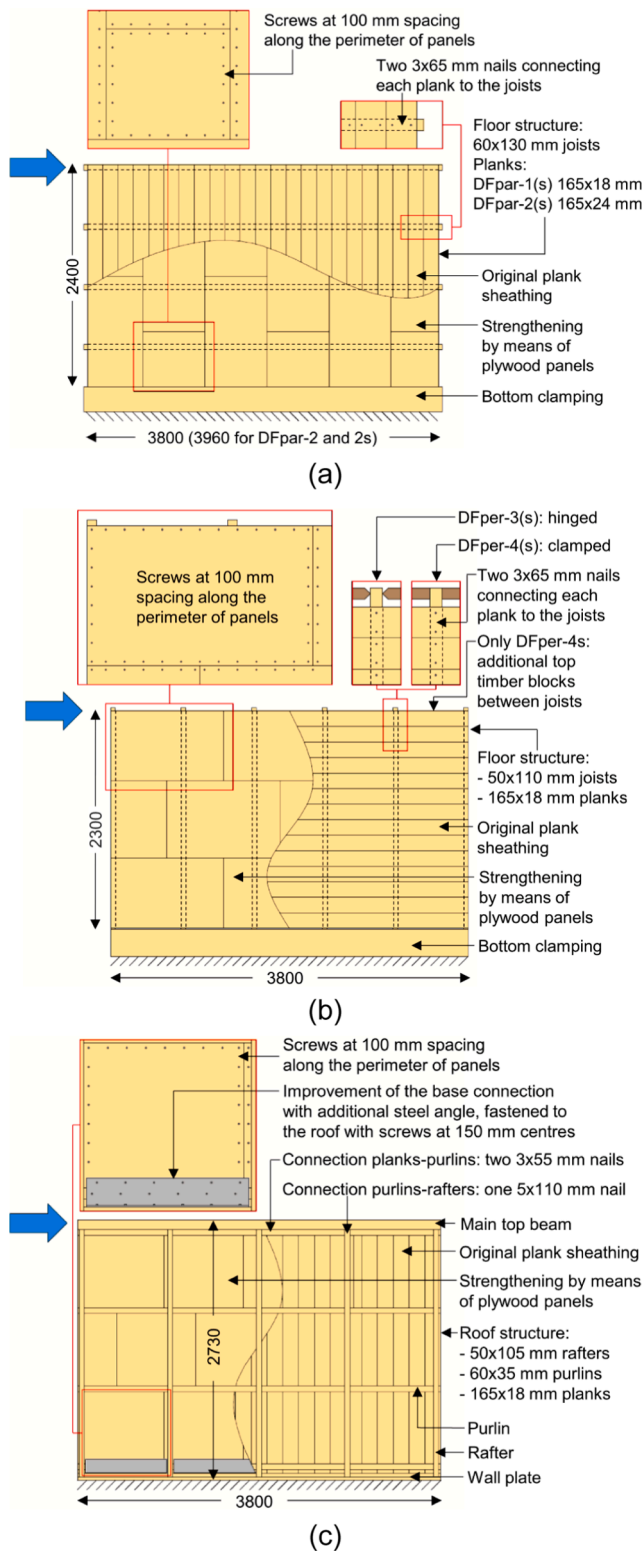 Screws at 100 mm spacing
along the perimeter of panels
Two 3x65 mm nails connecting
each plank to the joists
Floor structure:
60x130 mm joists
Planks:
DFpar-1(s) 165x18 mm
DFpar-2(s) 165x24 mm
2400
Original plank
sheathing
Strengthening
by means of
plywood panels
Bottom clamping
3800 (3960 for DFpar-2 and 2s)
(a)
DFper-3(s): hinged
DFper-4(s): clamped
Screws at 100 mm
spacing along the
perimeter of panels
Two 3x65 mm nails
connecting each
plank to the joists
Only DFper-4s:
additional top
timber blocks
between joists
Floor structure:
- 50x110 mm joists
- 165x18 mm planks
2300
Original plank
sheathing
Strengthening
by means of
plywood panels
Bottom clamping
3800
(b)
Screws at 100 mm spacing
along the perimeter of panels
Improvement of the base connection
with additional steel angle, fastened to
the roof with screws at 150 mm centres
Connection planks-purlins: two 3x55 mm nails
Connection purlins-rafters: one 5x110 mm nail
Main top beam
Original plank sheathing
Strengthening by means
of plywood panels
2730
Roof structure:
- 50x105 mm rafters
- 60x35 mm purlins
- 165x18 mm planks
Purlin
Rafter
Wall plate
3800
(c)